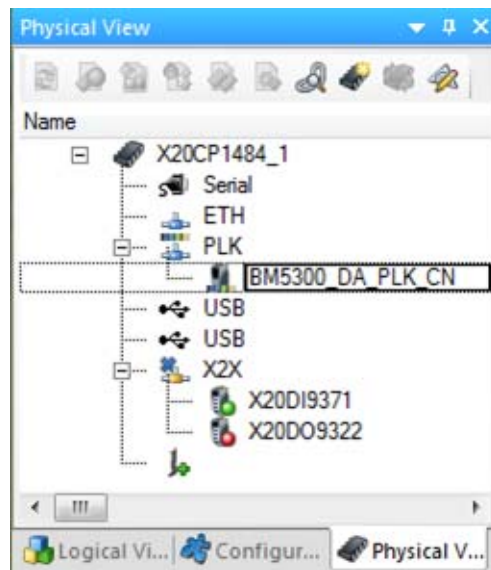 Physical View
Name
X20CP1484_1
Serial
ETH
PLK
BM5300_DA_PLK_CN
USB
USB
X2X
X20DI9371
X20DO9322
Logical Vi... Configur... Physical V...